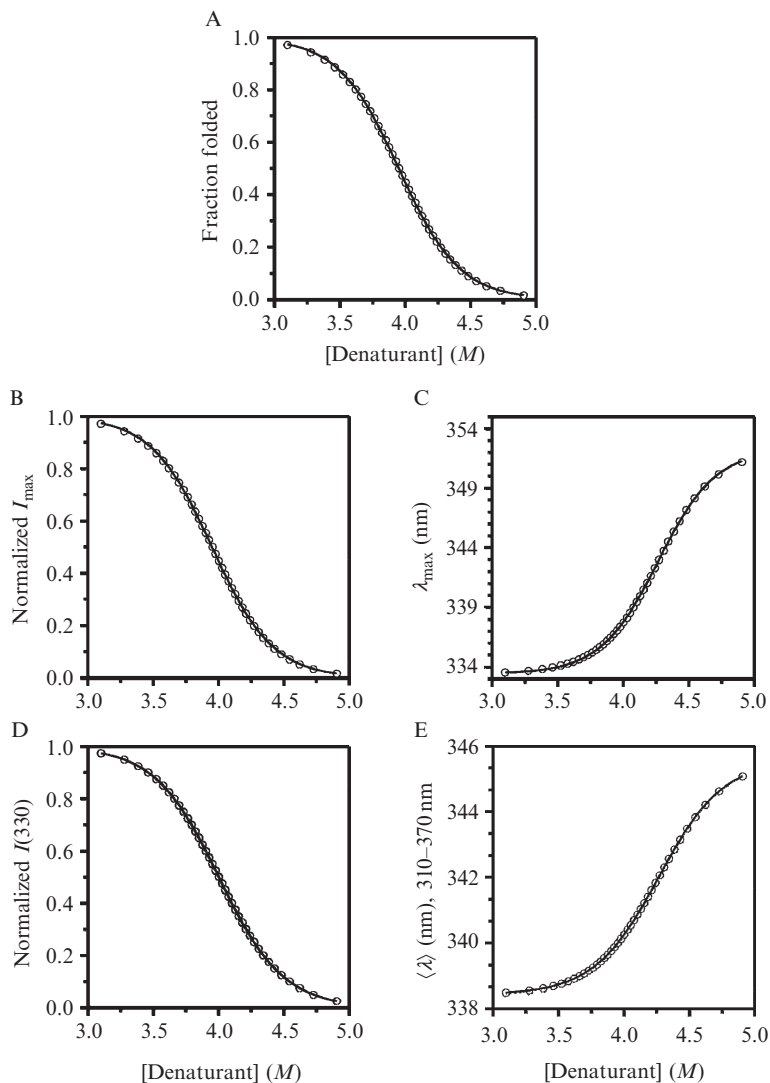 A
Fraction folded
1.0
0.8
0.6
0.4
0.2
0.0
3.0 3.5 4.0 4.5 5.0
[Denaturant] (M)
B
Normalized Imax
1.0
0.8
0.6
0.4
0.2
0.0
3.0 3.5 4.0 4.5 5.0
C
λmax (nm)
354
349
344
339
334
3.0 3.5 4.0 4.5 5.0
D
Normalized I(330)
1.0
0.8
0.6
0.4
0.2
0.0
3.0 3.5 4.0 4.5 5.0
[Denaturant] (M)
E
⟨λ⟩ (nm), 310–370 nm
346
344
342
340
338
3.0 3.5 4.0 4.5 5.0
[Denaturant] (M)